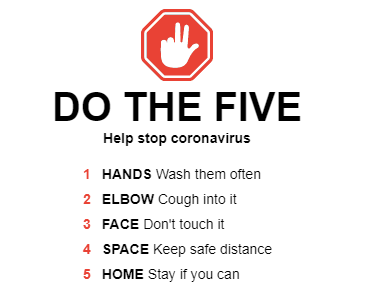 DO THE FIVE
Help stop coronavirus
1 HANDS Wash them often
2 ELBOW Cough into it
3 FACE Don't touch it
4 SPACE Keep safe distance
5 HOME Stay if you can